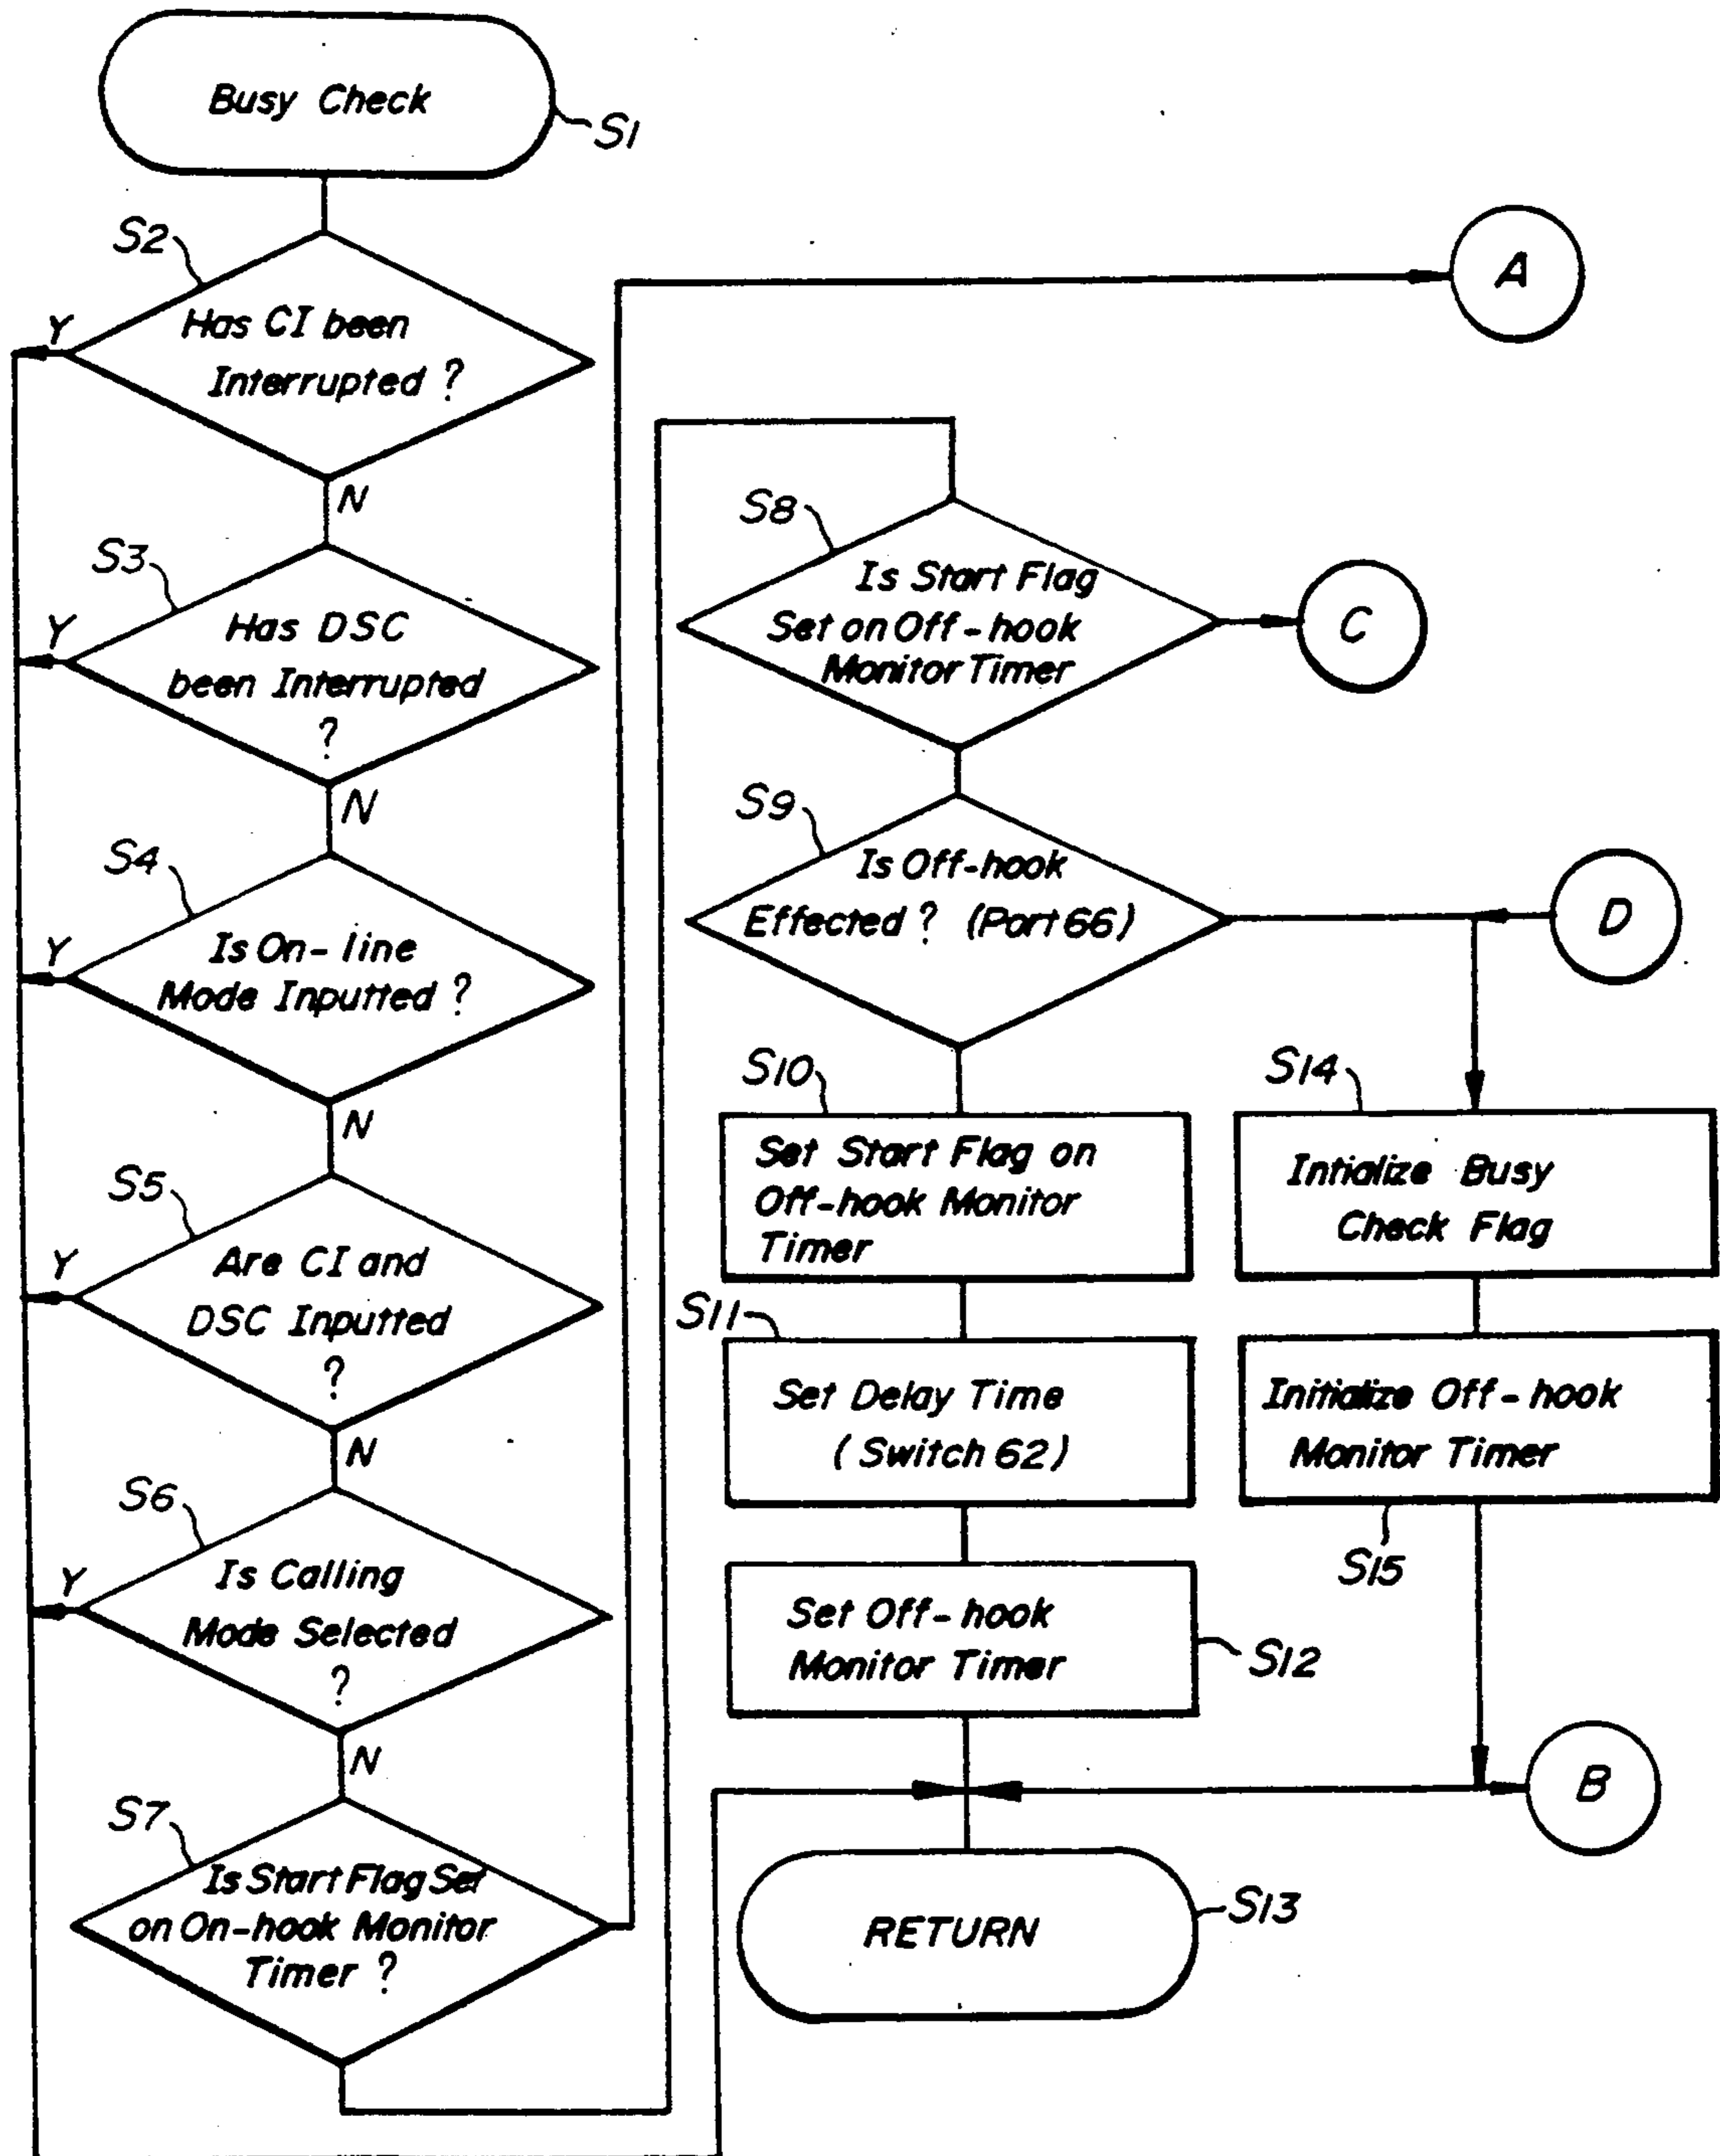 Busy Check
S1
S2
Has CI been
Interrupted ?
Y
N
S3
Has DSC
been Interrupted
?
Y
N
S4
Is On-line
Mode Inputted ?
Y
N
S5
Are CI and
DSC Inputted
?
Y
N
S6
Is Calling
Mode Selected
?
Y
N
S7
Is Start Flag Set
on On-hook Monitor
Timer ?
A
S8
Is Start Flag
Set on Off-hook
Monitor Timer
C
S9
Is Off-hook
Effected ? (Port 66)
D
S10
Set Start Flag on
Off-hook Monitor
Timer
S11
Set Delay Time
(Switch 62)
Set Off-hook
Monitor Timer
S12
S14
Intialize Busy
Check Flag
Initialize Off-hook
Monitor Timer
S15
B
RETURN
S13